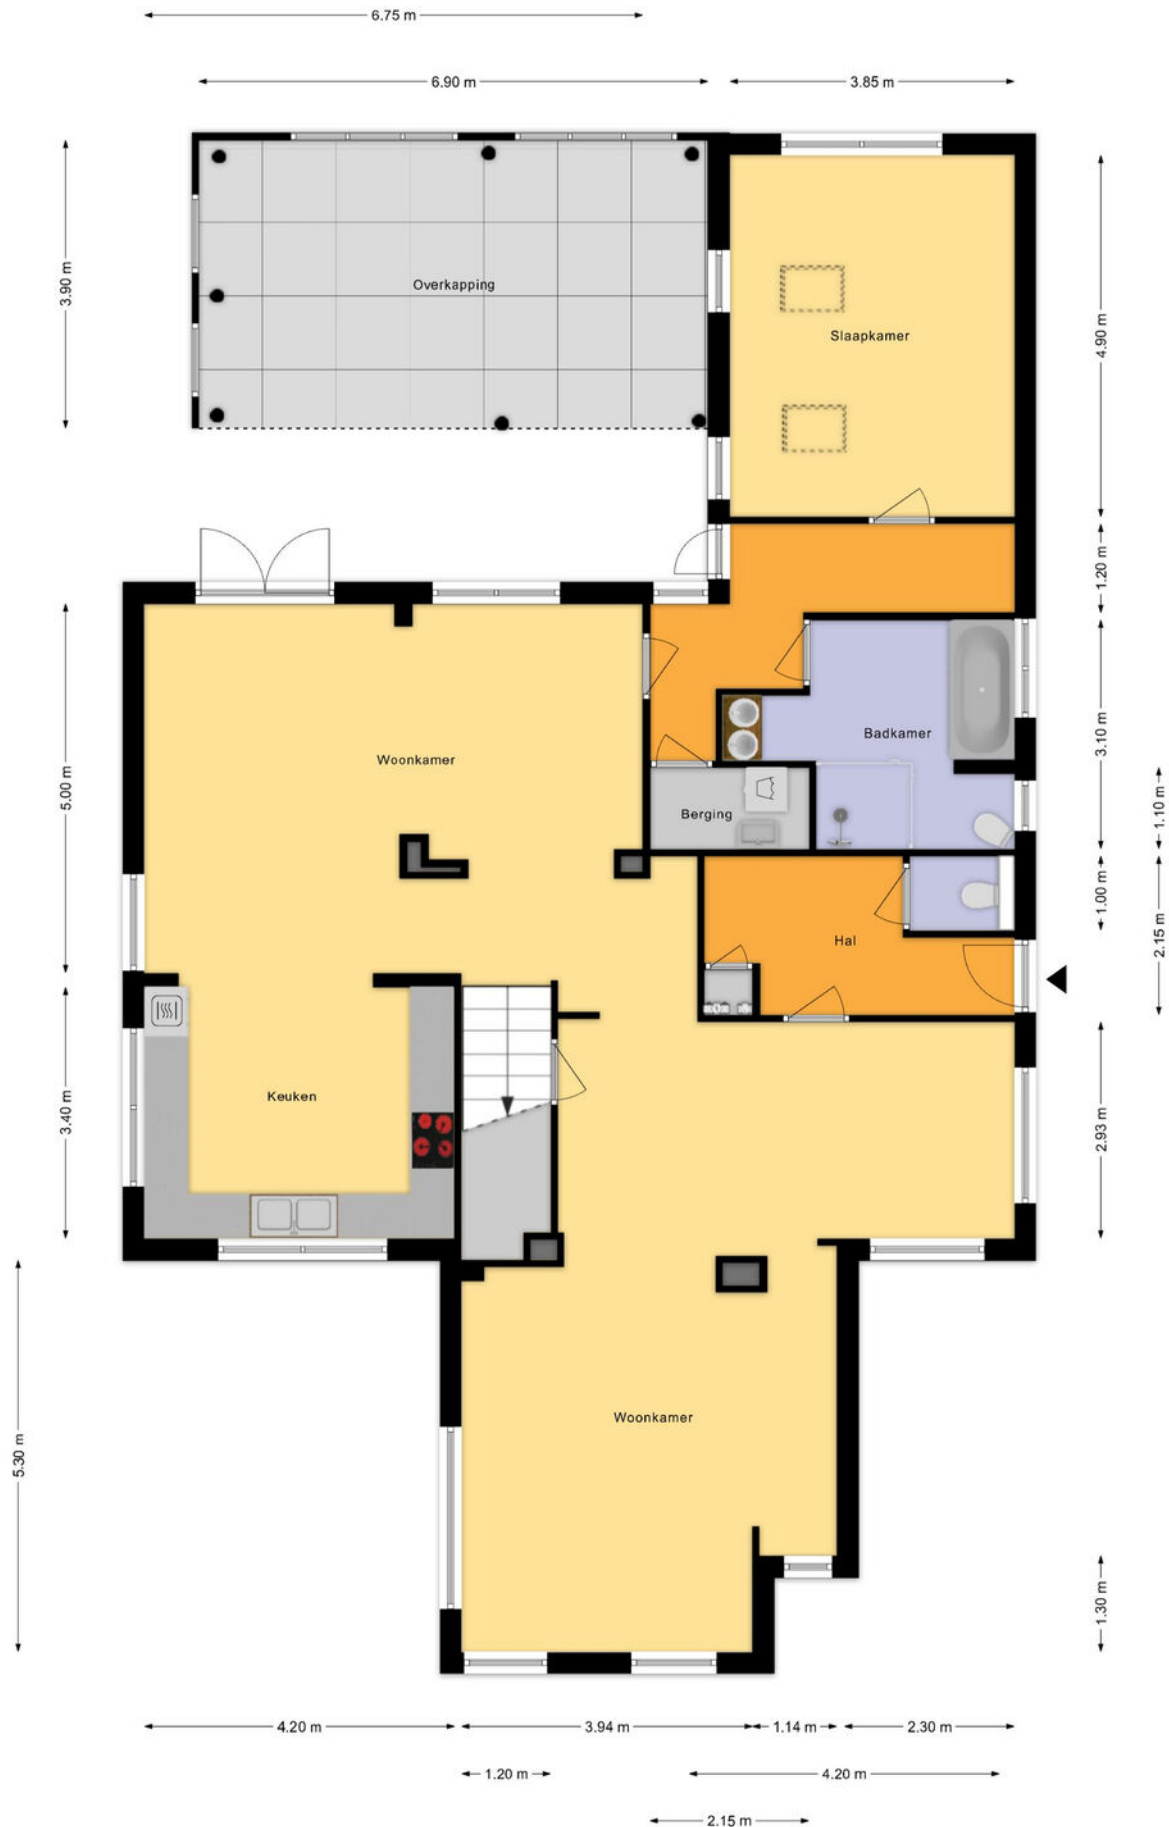 6.75 m
6.90 m
3.85 m
3.90 m
Overkapping
Slaapkamer
4.90 m
1.20 m
Woonkamer
Badkamer
3.10 m
5.00 m
Berging
1.10 m
1.00 m
Hal
2.15 m
Keuken
3.40 m
2.93 m
Woonkamer
5.30 m
1.30 m
4.20 m
3.94 m
1.14 m
2.30 m
1.20 m
4.20 m
2.15 m